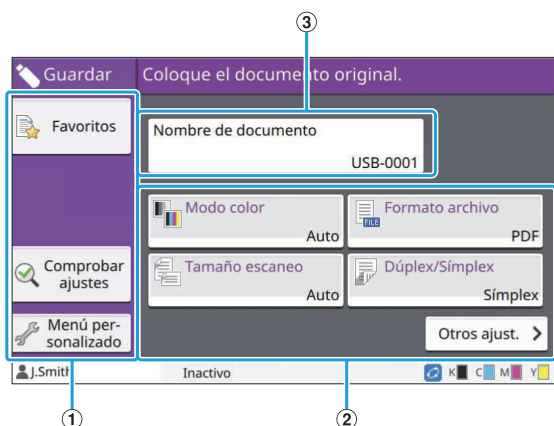 ③
Guardar
Coloque el documento original.
Favoritos
Nombre de documento
USB-0001
Modo color
Auto
Formato archivo
FILE
PDF
Tamaño escaneo
Auto
Dúplex/Símplex
Símplex
Comprobar
ajustes
Menú per-
sonalizado
Otros ajust.
J.Smith
Inactivo
K C M Y
① ②